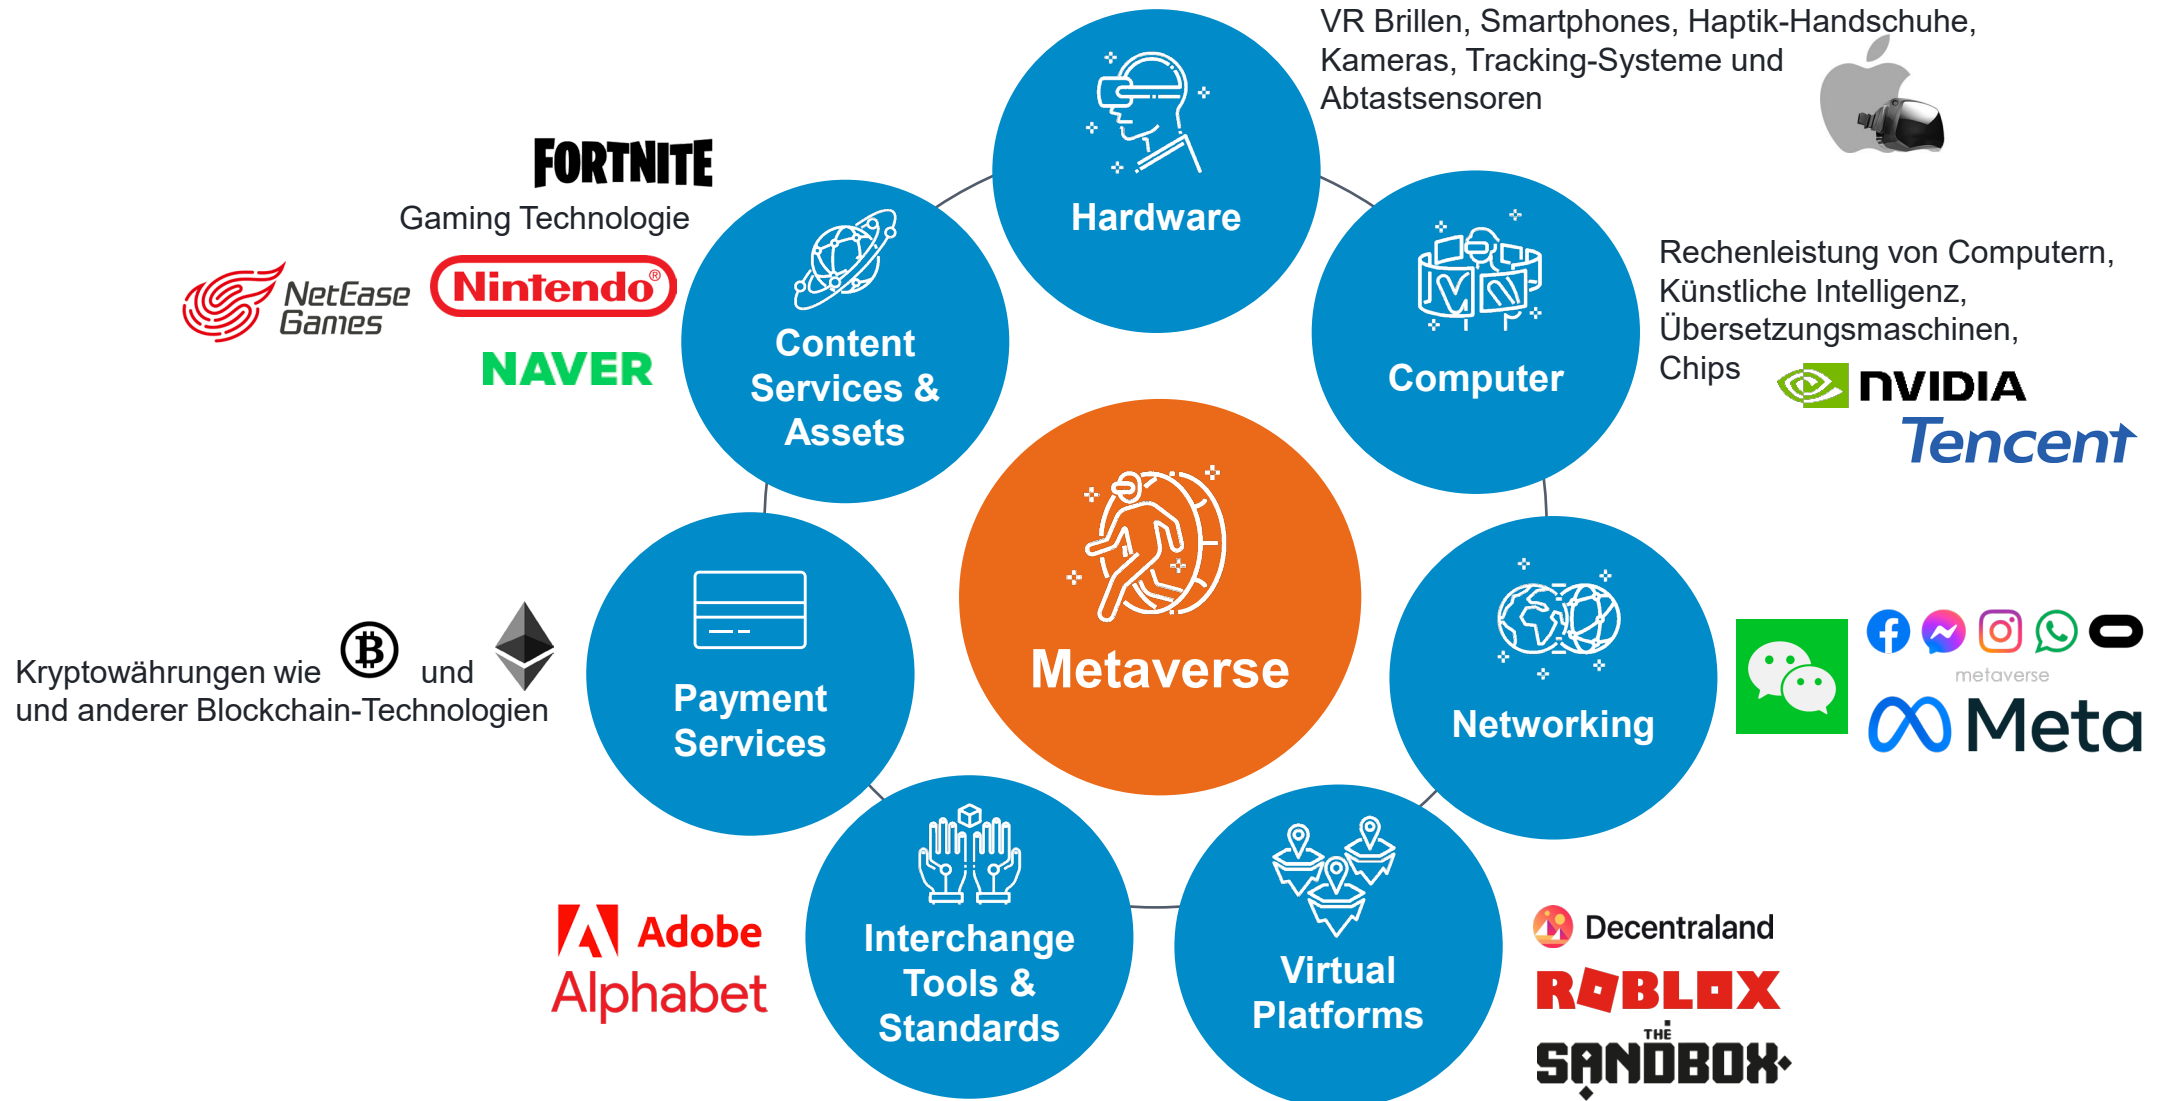 VR Brillen, Smartphones, Haptik-Handschuhe,
Kameras, Tracking-Systeme und
Abtastsensoren
Hardware
FORTNITE
Gaming Technologie
NetEase
Games
Nintendo®
NAVER
Content
Services &
Assets
Rechenleistung von Computern,
Künstliche Intelligenz,
Übersetzungsmaschinen,
Chips
NVIDIA
Tencent
Computer
Metaverse
Kryptowährungen wie B und
und anderer Blockchain-Technologien
Payment
Services
Networking
metaverse
Meta
Adobe
Alphabet
Interchange
Tools &
Standards
Virtual
Platforms
Decentraland
ROBLOX
THE
SANDBOX